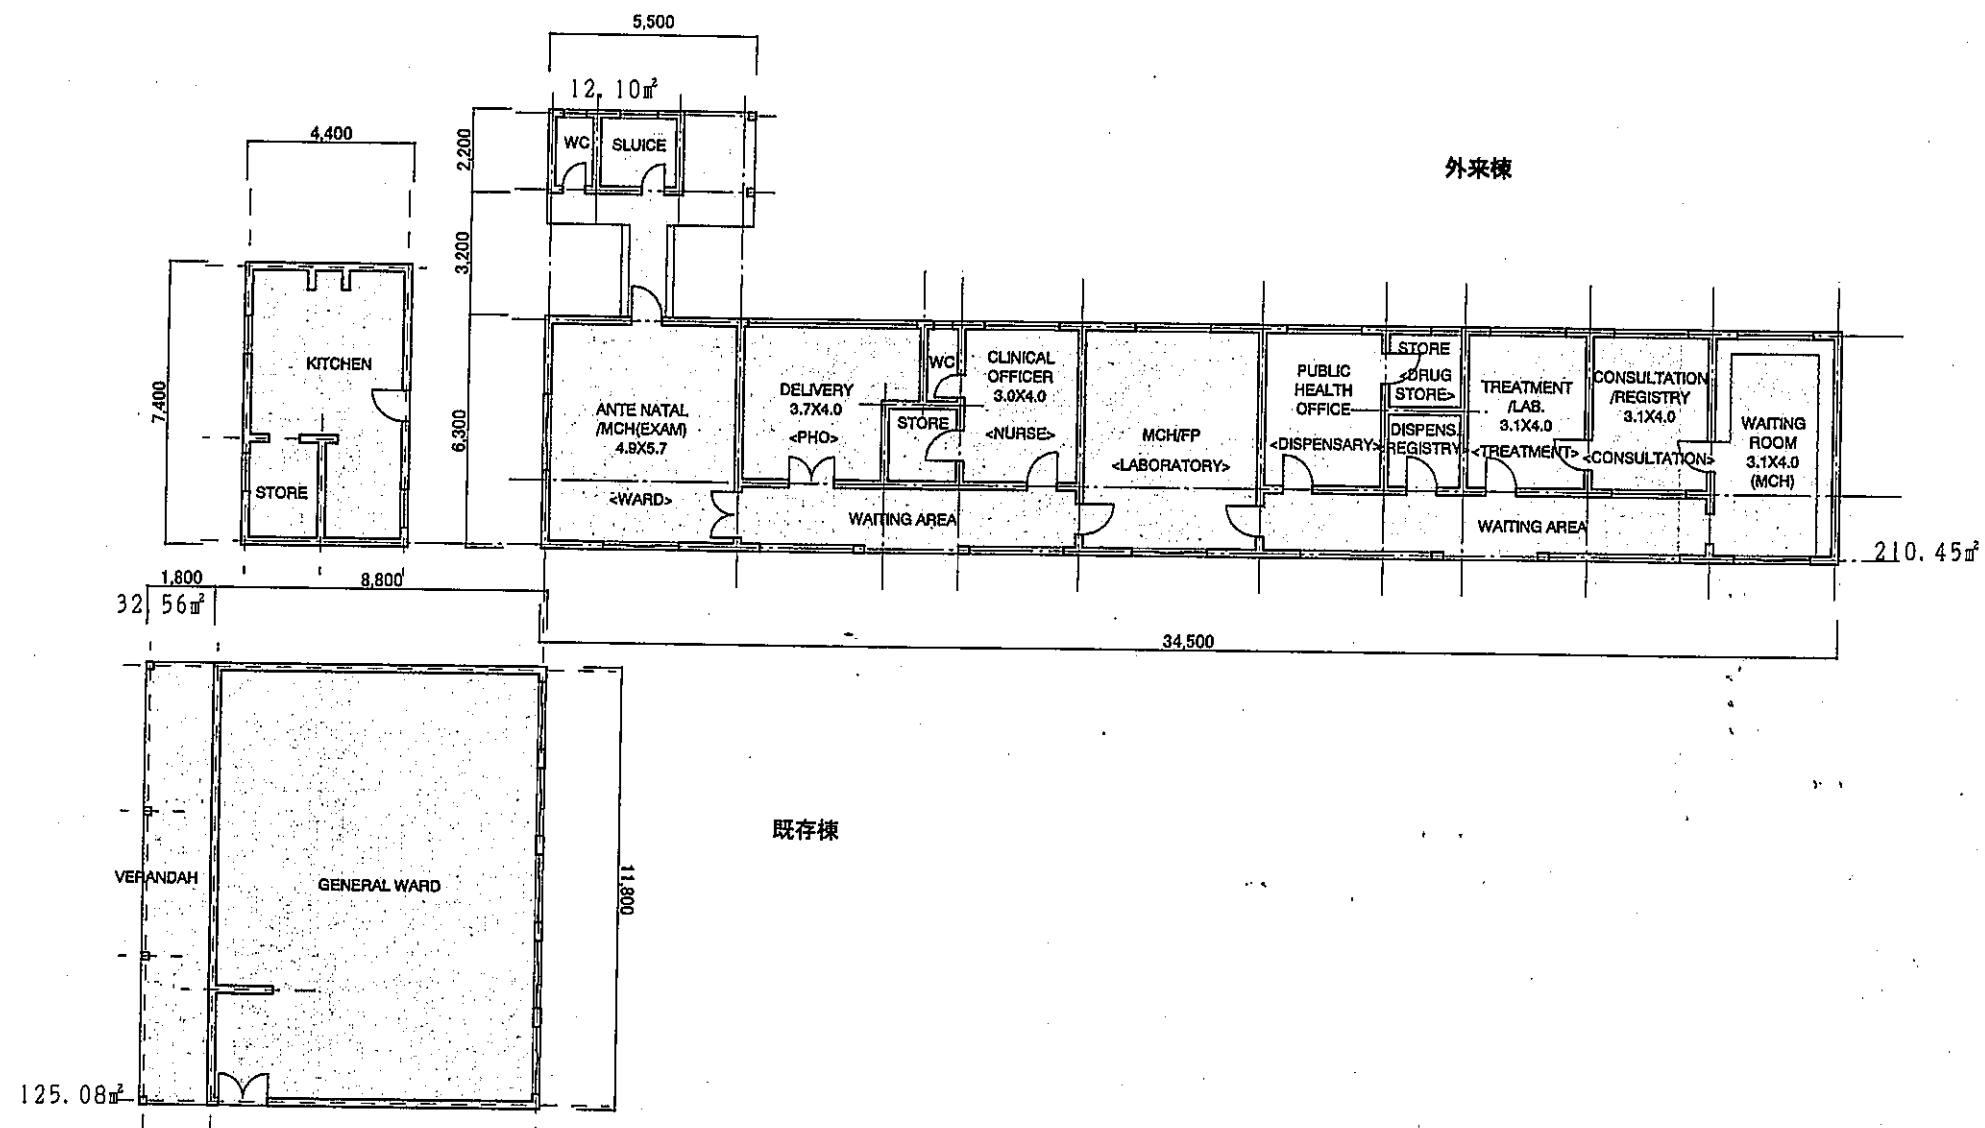 5,500
12.10㎡
WC
SLUICE
2,200
3,200
6,300
4,400
7,400
KITCHEN
STORE
外来棟
ANTE NATAL
/MCH(EXAM)
4.9X5.7
<WARD>
DELIVERY
3.7X4.0
<PHO>
WC
STORE
CLINICAL
OFFICER
3.0X4.0
<NURSE>
WAITING AREA
MCH/FP
<LABORATORY>
PUBLIC
HEALTH
OFFICE
<DISPENSARY>
STORE
<DRUG
STORE>
DISPENS.
REGISTRY
TREATMENT
/LAB.
3.1X4.0
<TREATMENT>
CONSULTATION
/REGISTRY
3.1X4.0
<CONSULTATION>
WAITING
ROOM
3.1X4.0
(MCH)
WAITING AREA
210.45㎡
34,500
1,800
8,800
32.56㎡
VERANDAH
GENERAL WARD
11,800
既存棟
125.08㎡